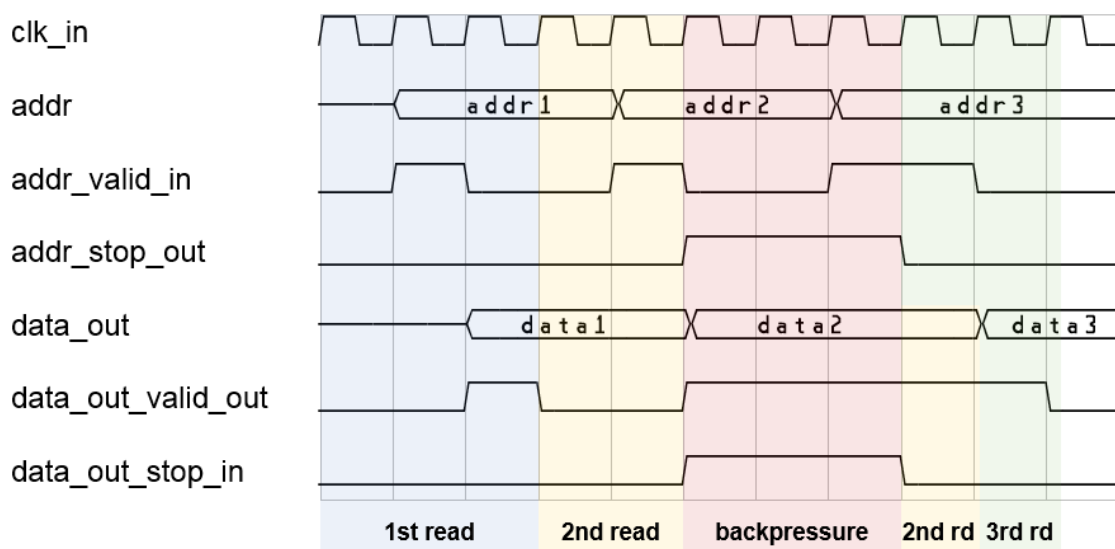 clk_in
addr addr1 addr2 addr3
addr_valid_in
addr_stop_out
data_out data1 data2 data3
data_out_valid_out
data_out_stop_in
1st read 2nd read backpressure 2nd rd 3rd rd